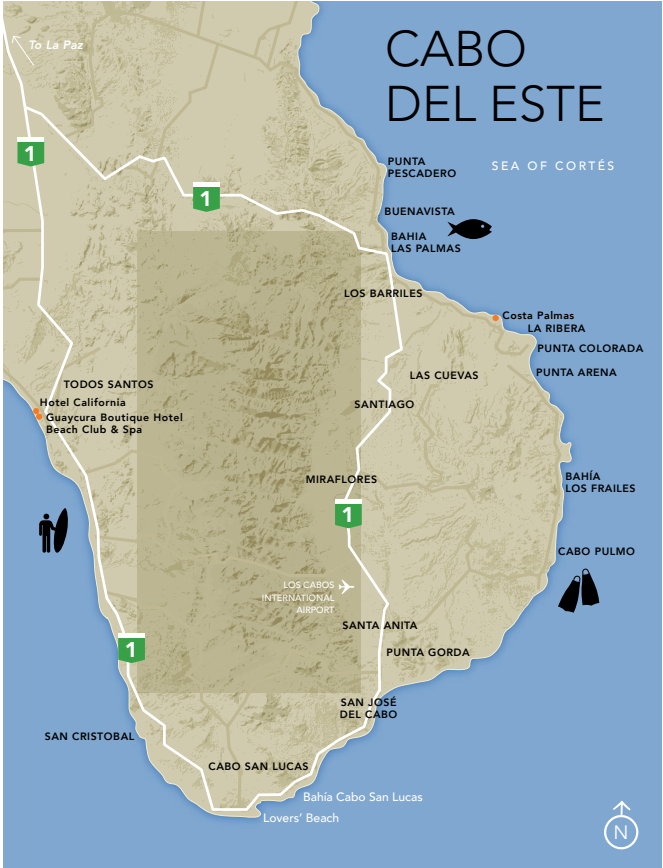 CABO
DEL ESTE
To La Paz
1
PUNTA
PESCADERO
SEA OF CORTÉS
1
BUENAVISTA
BAHIA
LAS PALMAS
LOS BARRILES
Costa Palmas
LA RIBERA
PUNTA COLORADA
LAS CUEVAS
PUNTA ARENA
TODOS SANTOS
Hotel California
Guaycura Boutique Hotel
Beach Club & Spa
SANTIAGO
MIRAFLORES
BAHÍA
LOS FRAILES
1
CABO PULMO
LOS CABOS
INTERNATIONAL
AIRPORT
SANTA ANITA
1
PUNTA GORDA
SAN JOSÉ
DEL CABO
SAN CRISTOBAL
CABO SAN LUCAS
Bahía Cabo San Lucas
Lovers' Beach
N